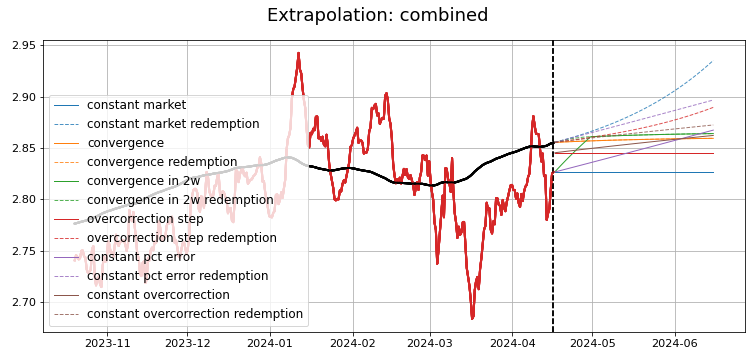 Extrapolation: combined
2.95
2.90
2.85
2.80
2.75
2.70
constant market
constant market redemption
convergence
convergence redemption
convergence in 2w
convergence in 2w redemption
overcorrection step
overcorrection step redemption
constant pct error
constant pct error redemption
constant overcorrection
constant overcorrection redemption
2023-11 2023-12 2024-01 2024-02 2024-03 2024-04 2024-05 2024-06